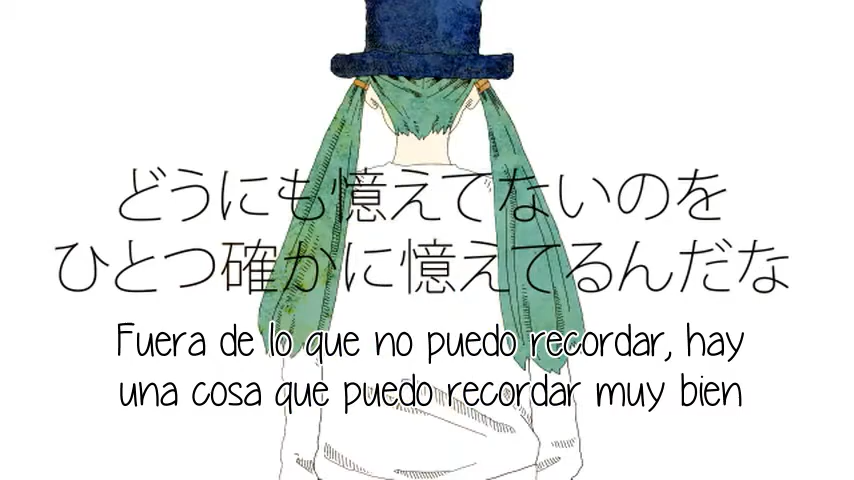 どうにも憶えてないのを
ひとつ確かに憶えてるんだな
Fuera de lo que no puedo recordar, hay
una cosa que puedo recordar muy bien